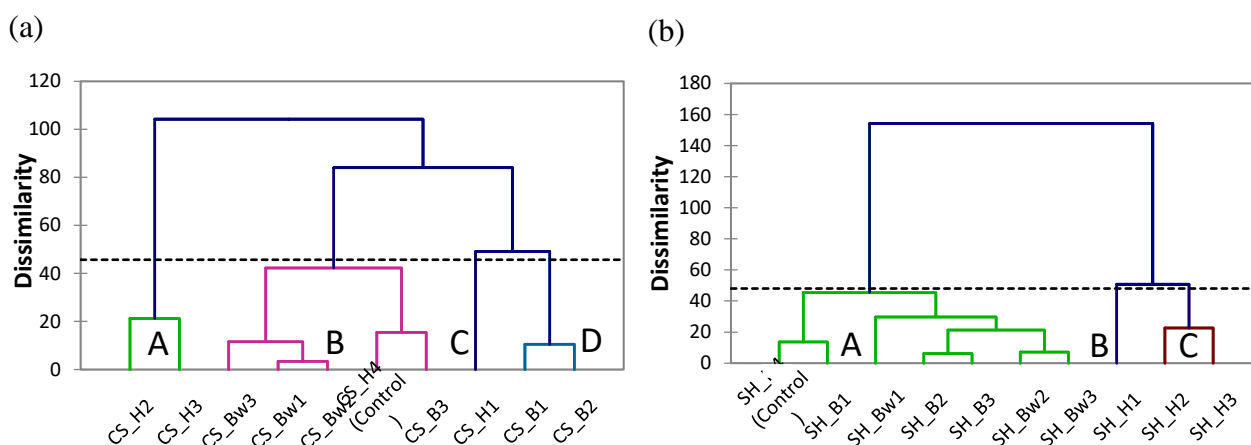 (a)
120
100
80
60
40
20
0
Dissimilarity
A
B
C
D
CS_H2
CS_H3
CS_Bw3
CS_Bw1
CS_Bw2
CS_H4
(Control
)
CS_B3
CS_H1
CS_B1
CS_B2
(b)
180
160
140
120
100
80
60
40
20
0
Dissimilarity
A
B
C
(Control
)
SH_B1
SH_Bw1
SH_B2
SH_B3
SH_Bw2
SH_Bw3
SH_H1
SH_H2
SH_H3